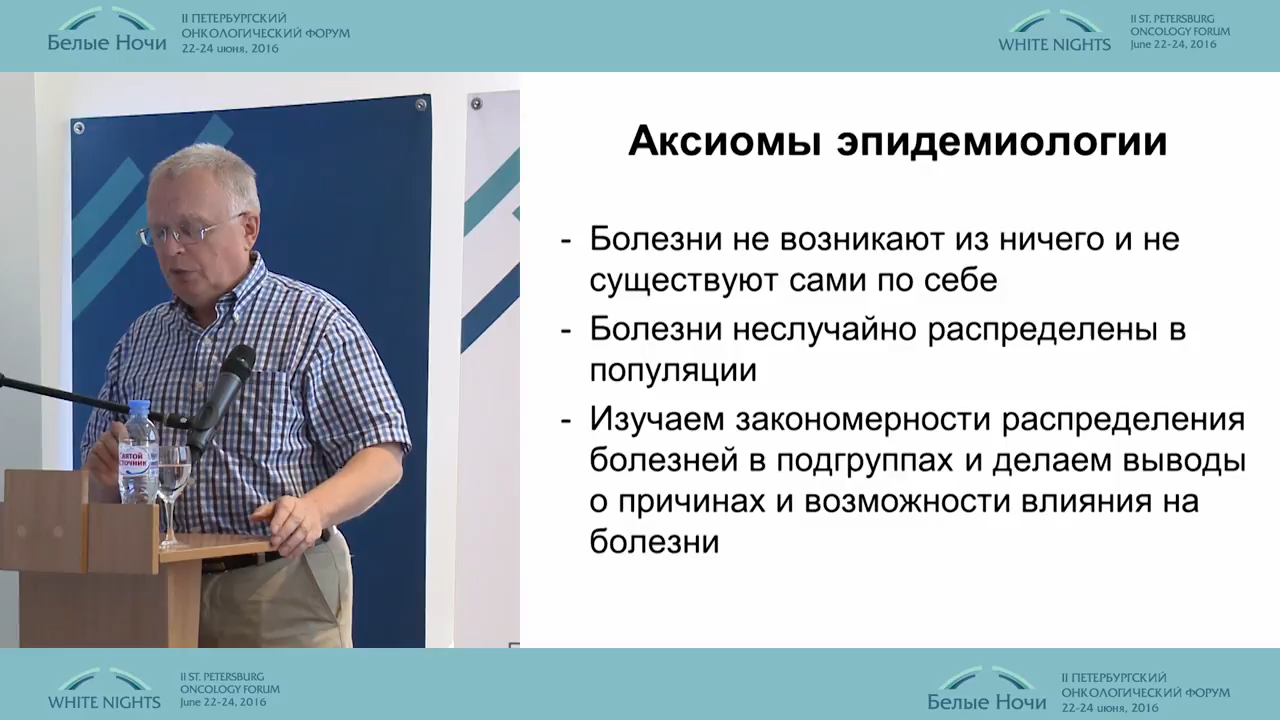 Белые Ночи
II ПЕТЕРБУРГСКИЙ
ОНКОЛОГИЧЕСКИЙ ФОРУМ
22-24 июня, 2016
WHITE NIGHTS
II ST. PETERSBURG
ONCOLOGY FORUM
June 22-24, 2016
Аксиомы эпидемиологии
- Болезни не возникают из ничего и не
существуют сами по себе
- Болезни неслучайно распределены в
популяции
- Изучаем закономерности распределения
болезней в подгруппах и делаем выводы
о причинах и возможности влияния на
болезни
WHITE NIGHTS
II ST. PETERSBURG
ONCOLOGY FORUM
June 22-24, 2016
Белые Ночи
II ПЕТЕРБУРГСКИЙ
ОНКОЛОГИЧЕСКИЙ ФОРУМ
22-24 июня, 2016